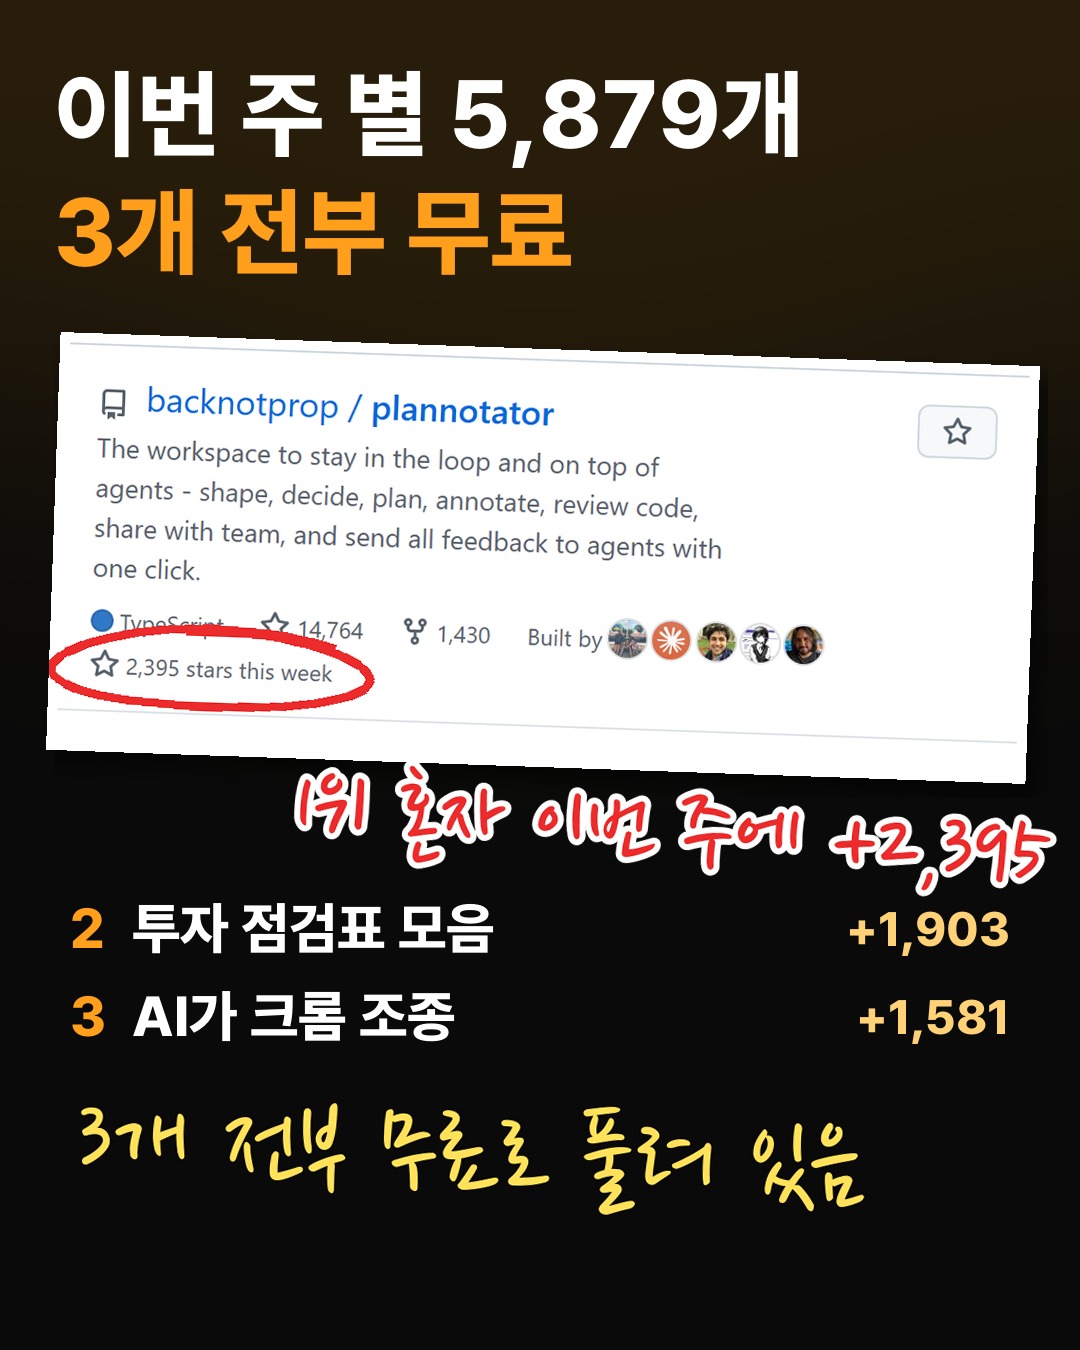 이번 주 별 5,879개
3개 전부 무료
backnotprop / plannotator
The workspace to stay in the loop and on top of
agents - shape, decide, plan, annotate, review code,
share with team, and send all feedback to agents with
one click.
TypeScript 14,764 1,430 Built by
2,395 stars this week
1위 혼자 이번 주에 +2,395
2 투자 점검표 모음 +1,903
3 AI가 크롬 조종 +1,581
3개 전부 무료로 풀려 있음